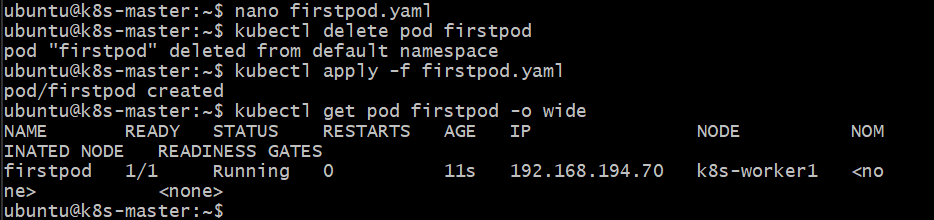 ubuntu@k8s-master:~$ nano firstpod.yaml
ubuntu@k8s-master:~$ kubectl delete pod firstpod
pod "firstpod" deleted from default namespace
ubuntu@k8s-master:~$ kubectl apply -f firstpod.yaml
pod/firstpod created
ubuntu@k8s-master:~$ kubectl get pod firstpod -o wide
NAME       READY   STATUS    RESTARTS   AGE   IP               NODE          NOM
INATED NODE   READINESS GATES
firstpod   1/1     Running   0          11s   192.168.194.70   k8s-worker1   <no
ne>           <none>
ubuntu@k8s-master:~$